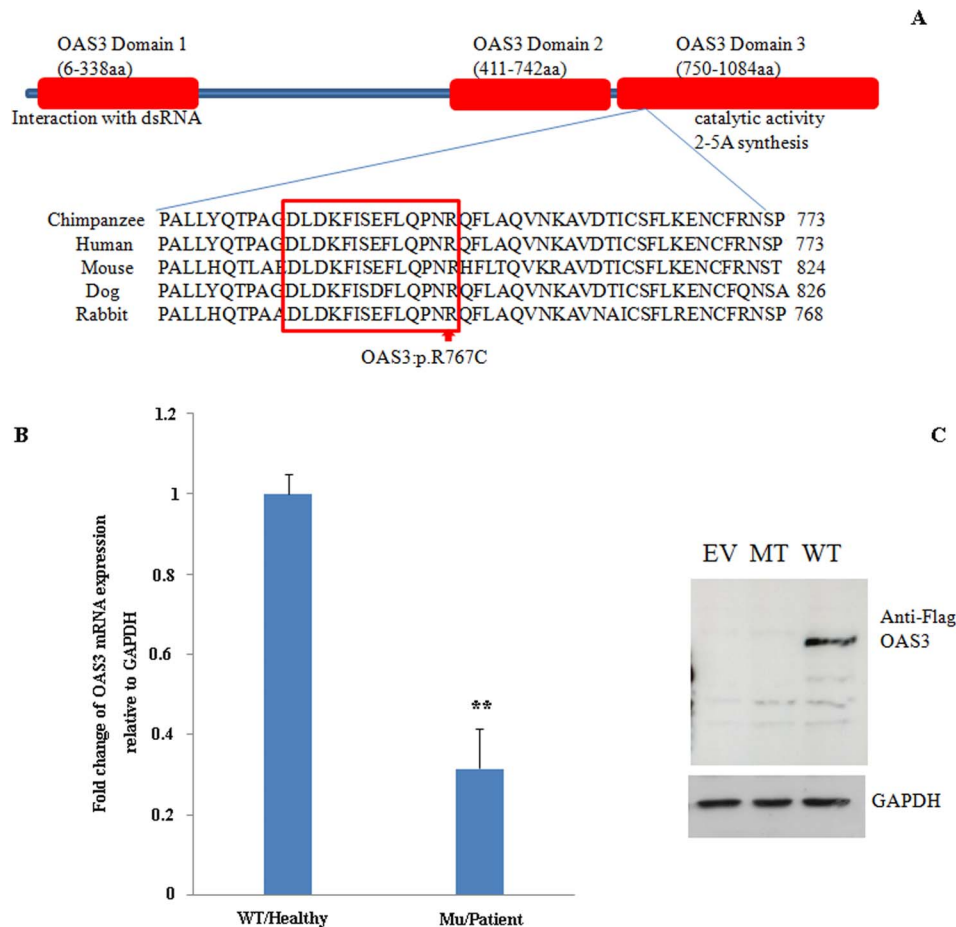 A
OAS3 Domain 1
(6-338aa)
OAS3 Domain 2
(411-742aa)
OAS3 Domain 3
(750-1084aa)
Interaction with dsRNA
catalytic activity
2-5A synthesis
Chimpanzee PALLYQTPAGDLDKFISEFLQPNRQFLAQVNKAVDTICSFLKENCFRNSP 773
Human PALLYQTPAGDLDKFISEFLQPNRQFLAQVNKAVDTICSFLKENCFRNSP 773
Mouse PALLHQTLAEDLDKFISEFLQPNRHFLTQVKRAVDTICSFLKENCFRNST 824
Dog PALLYQTPAGDLDKFISDFLQPNRQFLAQVNKAVDTICSFLKENCFQNSA 826
Rabbit PALLHQTPAADLDKFISEFLQPNRQFLAQVNKAVNAICSFLRENCFRNSP 768
OAS3:p.R767C
B
Fold change of OAS3 mRNA expression
relative to GAPDH
1.2
1
0.8
0.6
0.4
0.2
0
**
WT/Healthy
Mu/Patient
C
EV MT WT
Anti-Flag
OAS3
GAPDH